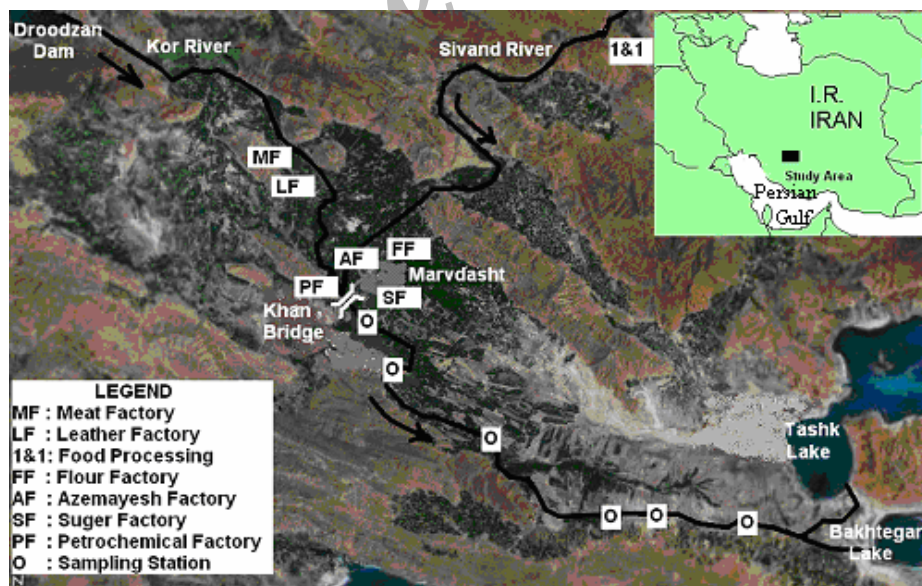 Droodzan
Dam
Kor River
Sivand River
1&1
I.R.
IRAN
Study Area
Persian
Gulf
MF
LF
AF
FF
Marvdasht
PF
SF
Khan
Bridge
O
O
O
O
O
O
Tashk
Lake
Bakhtegan
Lake
LEGEND
MF : Meat Factory
LF : Leather Factory
1&1: Food Processing
FF : Flour Factory
AF : Azemayesh Factory
SF : Suger Factory
PF : Petrochemical Factory
O : Sampling Station